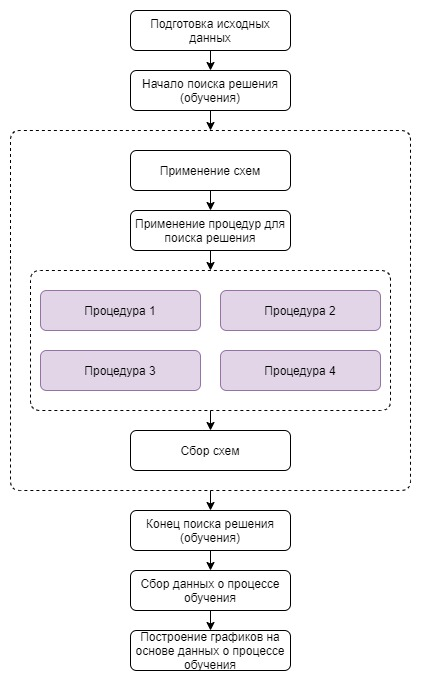 Подготовка исходных
данных
Начало поиска решения
(обучения)
Применение схем
Применение процедур для
поиска решения
Процедура 1
Процедура 2
Процедура 3
Процедура 4
Сбор схем
Конец поиска решения
(обучения)
Сбор данных о процессе
обучения
Построение графиков на
основе данных о процессе
обучения